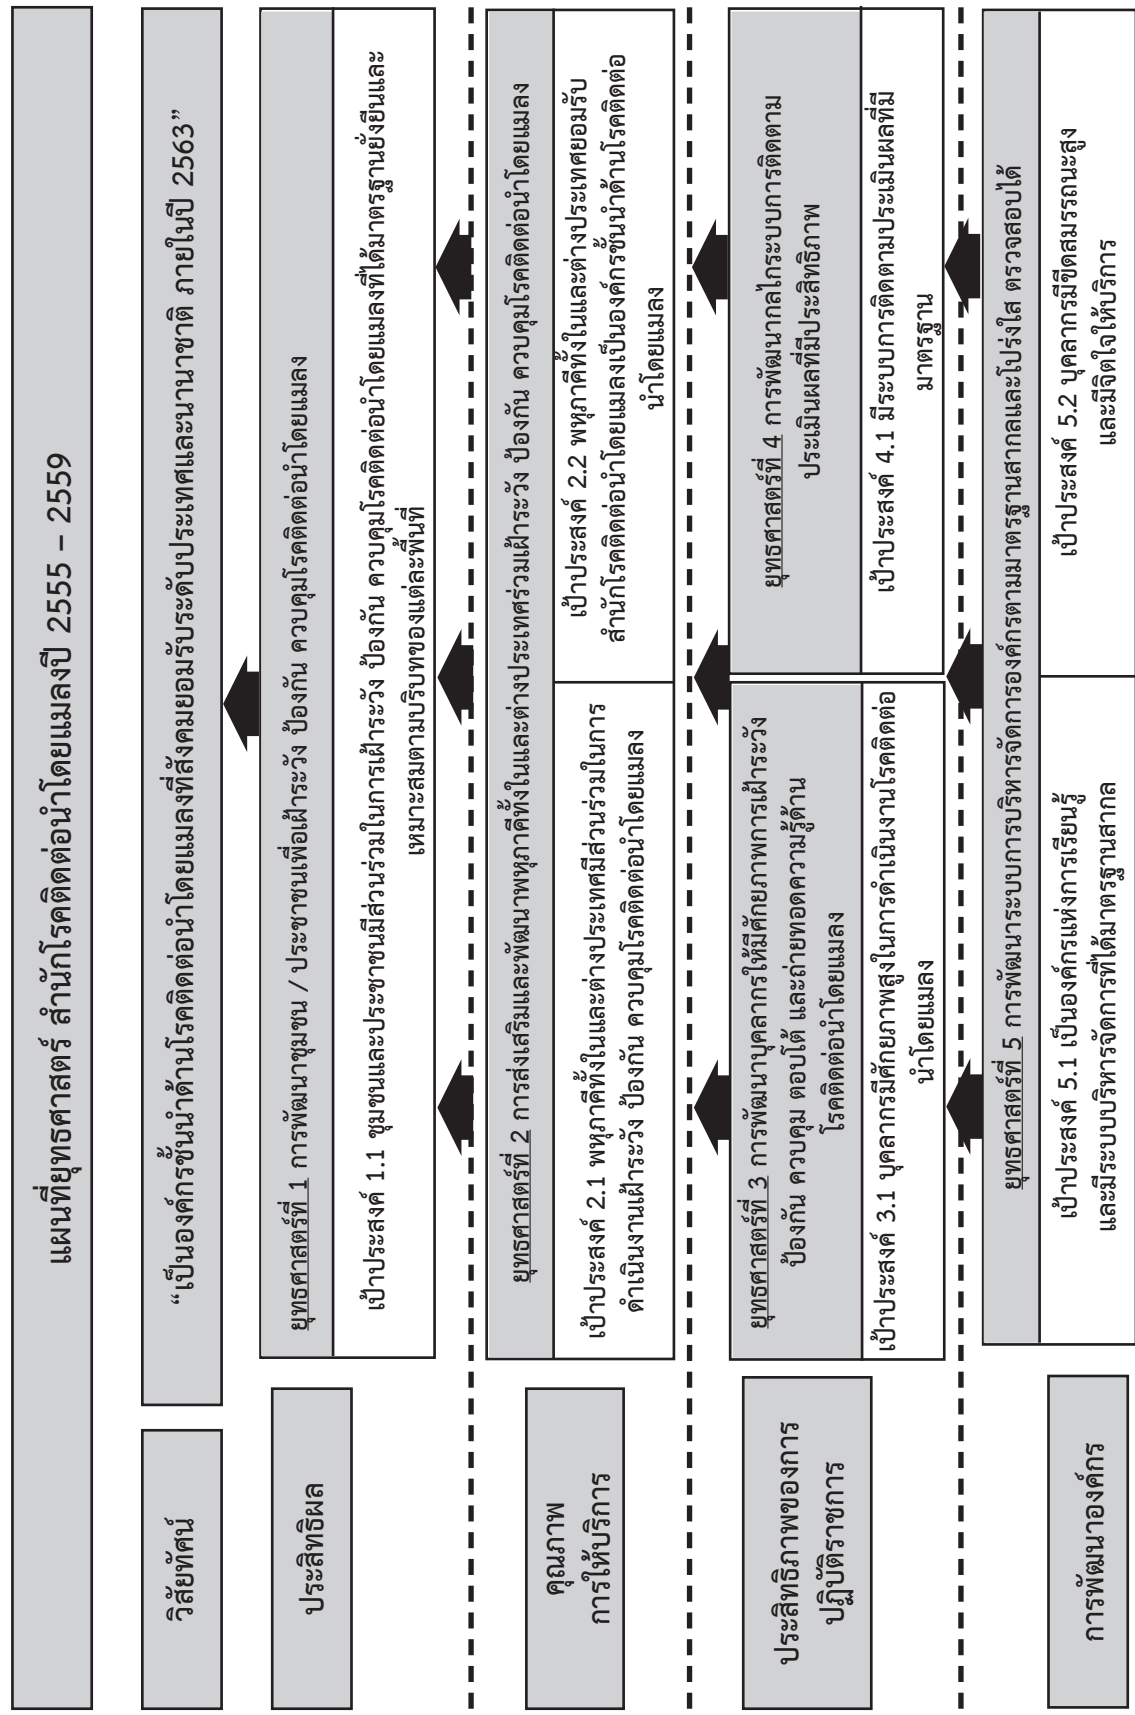 แผนที่ยุทธศาสตร์ สำนักโรคติดต่อนำโดยแมลงปี 2555 – 2559
วิสัยทัศน์
“เป็นองค์กรชั้นนำด้านโรคติดต่อนำโดยแมลงที่สังคมยอมรับระดับประเทศและนานาชาติ ภายในปี 2563”
ประสิทธิผล
ยุทธศาสตร์ที่ 1 การพัฒนาชุมชน / ประชาชนเพื่อเฝ้าระวัง ป้องกัน ควบคุมโรคติดต่อนำโดยแมลง
เป้าประสงค์ 1.1 ชุมชนและประชาชนมีส่วนร่วมในการเฝ้าระวัง ป้องกัน ควบคุมโรคติดต่อนำโดยแมลงที่ได้มาตรฐานยั่งยืนและ
เหมาะสมตามบริบทของแต่ละพื้นที่
คุณภาพ
การให้บริการ
ยุทธศาสตร์ที่ 2 การส่งเสริมและพัฒนาพหุภาคีทั้งในและต่างประเทศร่วมเฝ้าระวัง ป้องกัน ควบคุมโรคติดต่อนำโดยแมลง
เป้าประสงค์ 2.1 พหุภาคีทั้งในและต่างประเทศมีส่วนร่วมในการ
ดำเนินงานเฝ้าระวัง ป้องกัน ควบคุมโรคติดต่อนำโดยแมลง
เป้าประสงค์ 2.2 พหุภาคีทั้งในและต่างประเทศยอมรับ
สำนักโรคติดต่อนำโดยแมลงเป็นองค์กรชั้นนำด้านโรคติดต่อ
นำโดยแมลง
ประสิทธิภาพของการ
ปฏิบัติราชการ
ยุทธศาสตร์ที่ 3 การพัฒนาบุคลากรให้มีศักยภาพการเฝ้าระวัง
ป้องกัน ควบคุม ตอบโต้ และถ่ายทอดความรู้ด้าน
โรคติดต่อนำโดยแมลง
เป้าประสงค์ 3.1 บุคลากรมีศักยภาพสูงในการดำเนินงานโรคติดต่อ
นำโดยแมลง
ยุทธศาสตร์ที่ 4 การพัฒนากลไกระบบการติดตาม
ประเมินผลที่มีประสิทธิภาพ
เป้าประสงค์ 4.1 มีระบบการติดตามประเมินผลที่มี
มาตรฐาน
การพัฒนาองค์กร
ยุทธศาสตร์ที่ 5 การพัฒนาระบบการบริหารจัดการองค์กรตามมาตรฐานสากลและโปร่งใส ตรวจสอบได้
เป้าประสงค์ 5.1 เป็นองค์กรแห่งการเรียนรู้
และมีระบบบริหารจัดการที่ได้มาตรฐานสากล
เป้าประสงค์ 5.2 บุคลากรมีขีดสมรรถนะสูง
และมีจิตใจให้บริการ